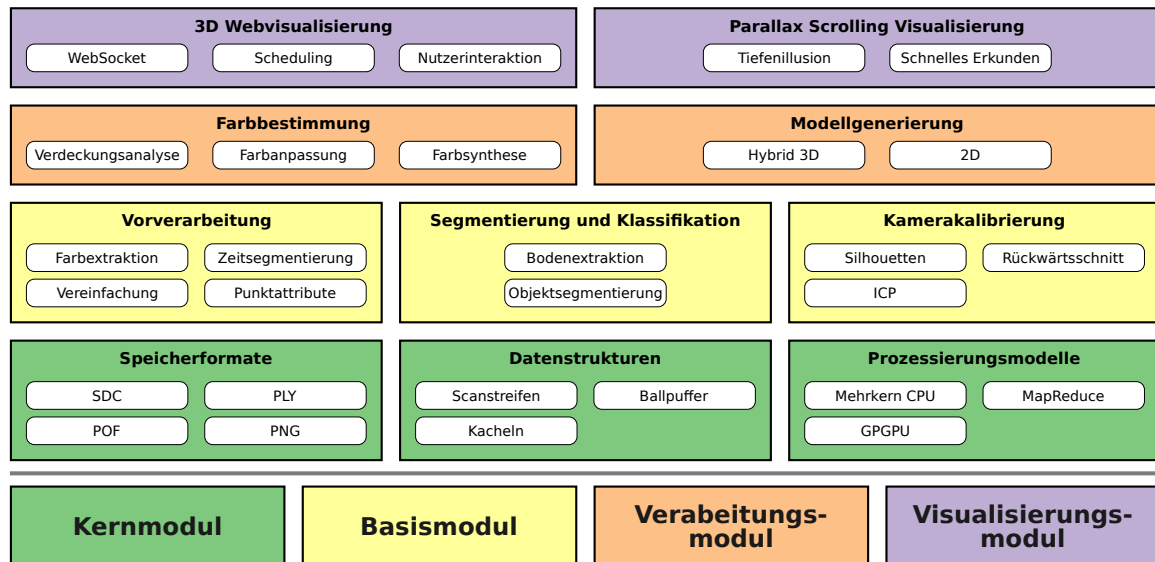 3D Webvisualisierung
WebSocket
Scheduling
Nutzerinteraktion
Parallax Scrolling Visualisierung
Tiefenillusion
Schnelles Erkunden
Farbbestimmung
Verdeckungsanalyse
Farbanpassung
Farbsynthese
Modellgenerierung
Hybrid 3D
2D
Vorverarbeitung
Farbextraktion
Zeitsegmentierung
Vereinfachung
Punktattribute
Segmentierung und Klassifikation
Bodenextraktion
Objektsegmentierung
Kamerakalibrierung
Silhouetten
Rückwärtsschnitt
ICP
Speicherformate
SDC
PLY
POF
PNG
Datenstrukturen
Scanstreifen
Ballpuffer
Kacheln
Prozessierungsmodelle
Mehrkern CPU
MapReduce
GPGPU
Kernmodul
Basismodul
Verabeitungs-
modul
Visualisierungs-
modul